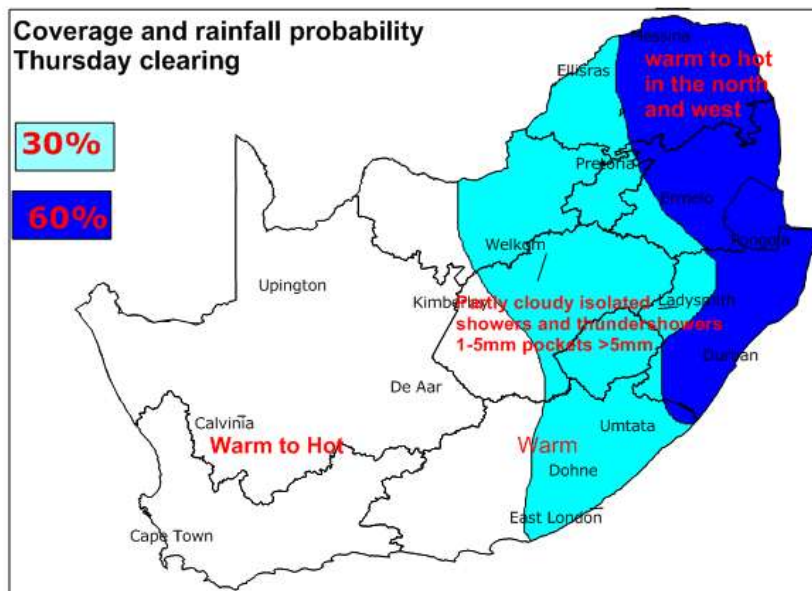 Coverage and rainfall probability
Thursday clearing
30%
60%
Messina
Ellisras
warm to hot
in the north
and west
Pretoria
Ermelo
Pongola
Welkom
Upington
Kimberley
Ladysmith
Partly cloudy isolated
showers and thundershowers
1-5mm pockets >5mm
Durban
De Aar
Calvinia
Umtata
Warm to Hot
Warm
Dohne
East London
Cape Town